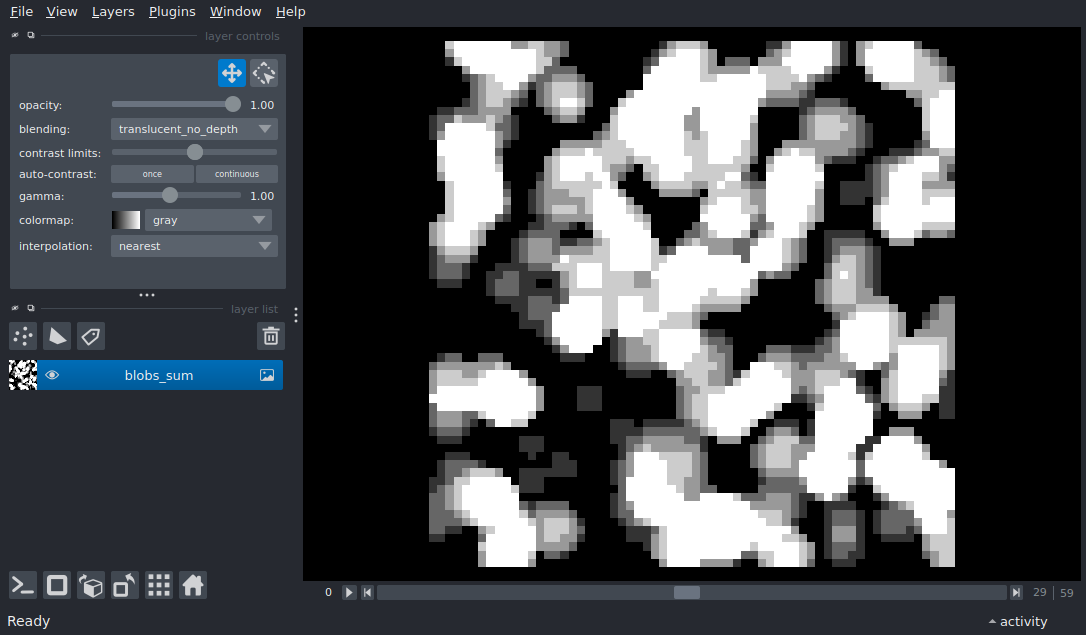 File View Layers Plugins Window Help
layer controls
opacity: 1.00
blending: translucent_no_depth
contrast limits:
auto-contrast: once continuous
gamma: 1.00
colormap: gray
interpolation: nearest
layer list
blobs_sum
0 29 | 59
Ready activity